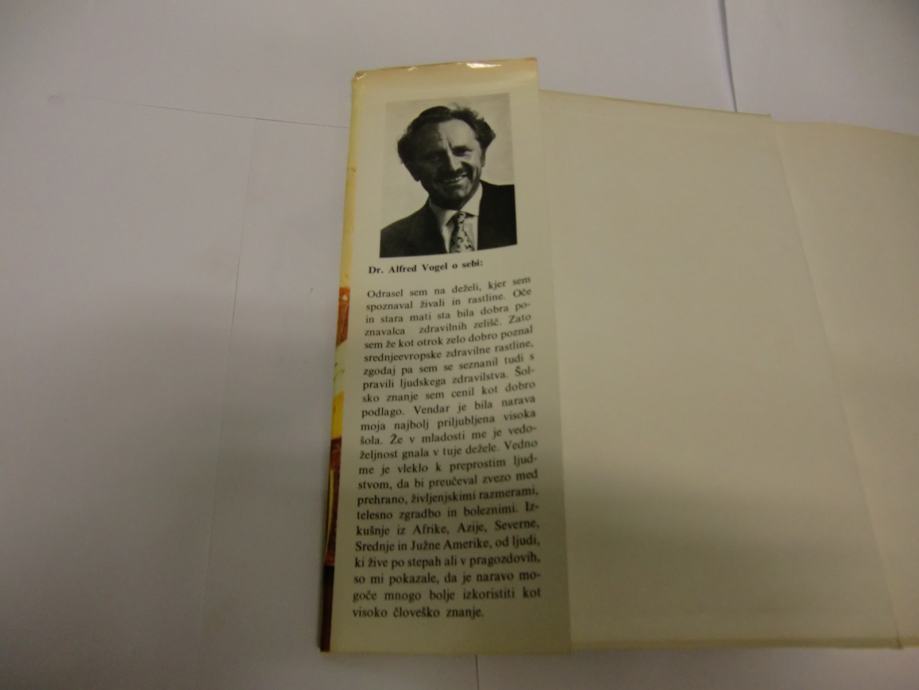 Dr. Alfred Vogel o sebi:
Odrasel sem na deželi, kjer sem
spoznaval živali in rastline. Oče
in stara mati sta bila dobra po-
znavalca zdravilnih zelišč. Zato
sem že kot otrok zelo dobro poznal
srednjeevropske zdravilne rastline,
zgodaj pa sem se seznanil tudi s
pravili ljudskega zdravilstva. Šol-
sko znanje sem cenil kot dobro
podlago. Vendar je bila narava
moja najbolj priljubljena visoka
šola. Že v mladosti me je vedo-
željnost gnala v tuje dežele. Vedno
me je vleklo k preprostim ljud-
stvom, da bi preučeval zvezo med
prehrano, življenjskimi razmerami,
telesno zgradbo in boleznimi. Iz-
kušnje iz Afrike, Azije, Severne,
Srednje in Južne Amerike, od ljudi,
ki žive po stepah ali v pragozdovih,
so mi pokazale, da je naravo mo-
goče mnogo bolje izkoristiti kot
visoko človeško znanje.